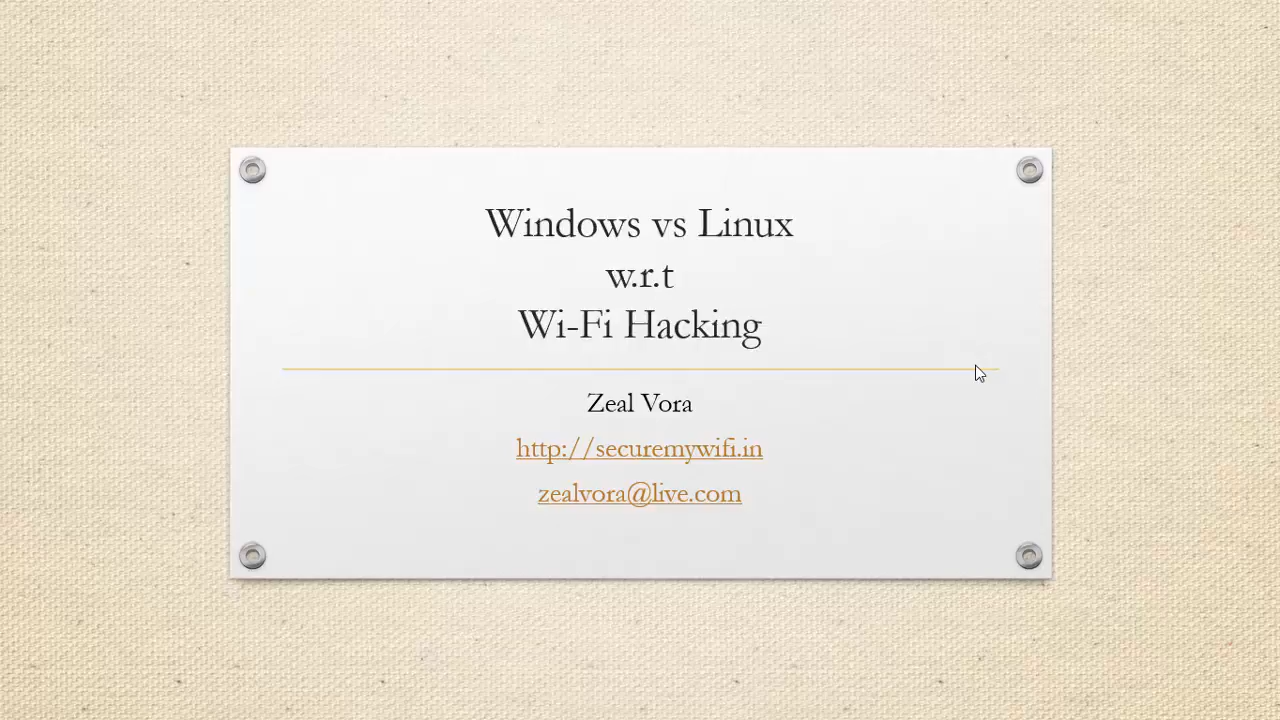 Windows vs Linux
w.r.t
Wi-Fi Hacking
Zeal Vora
http://securemywifi.in
zealvora@live.com